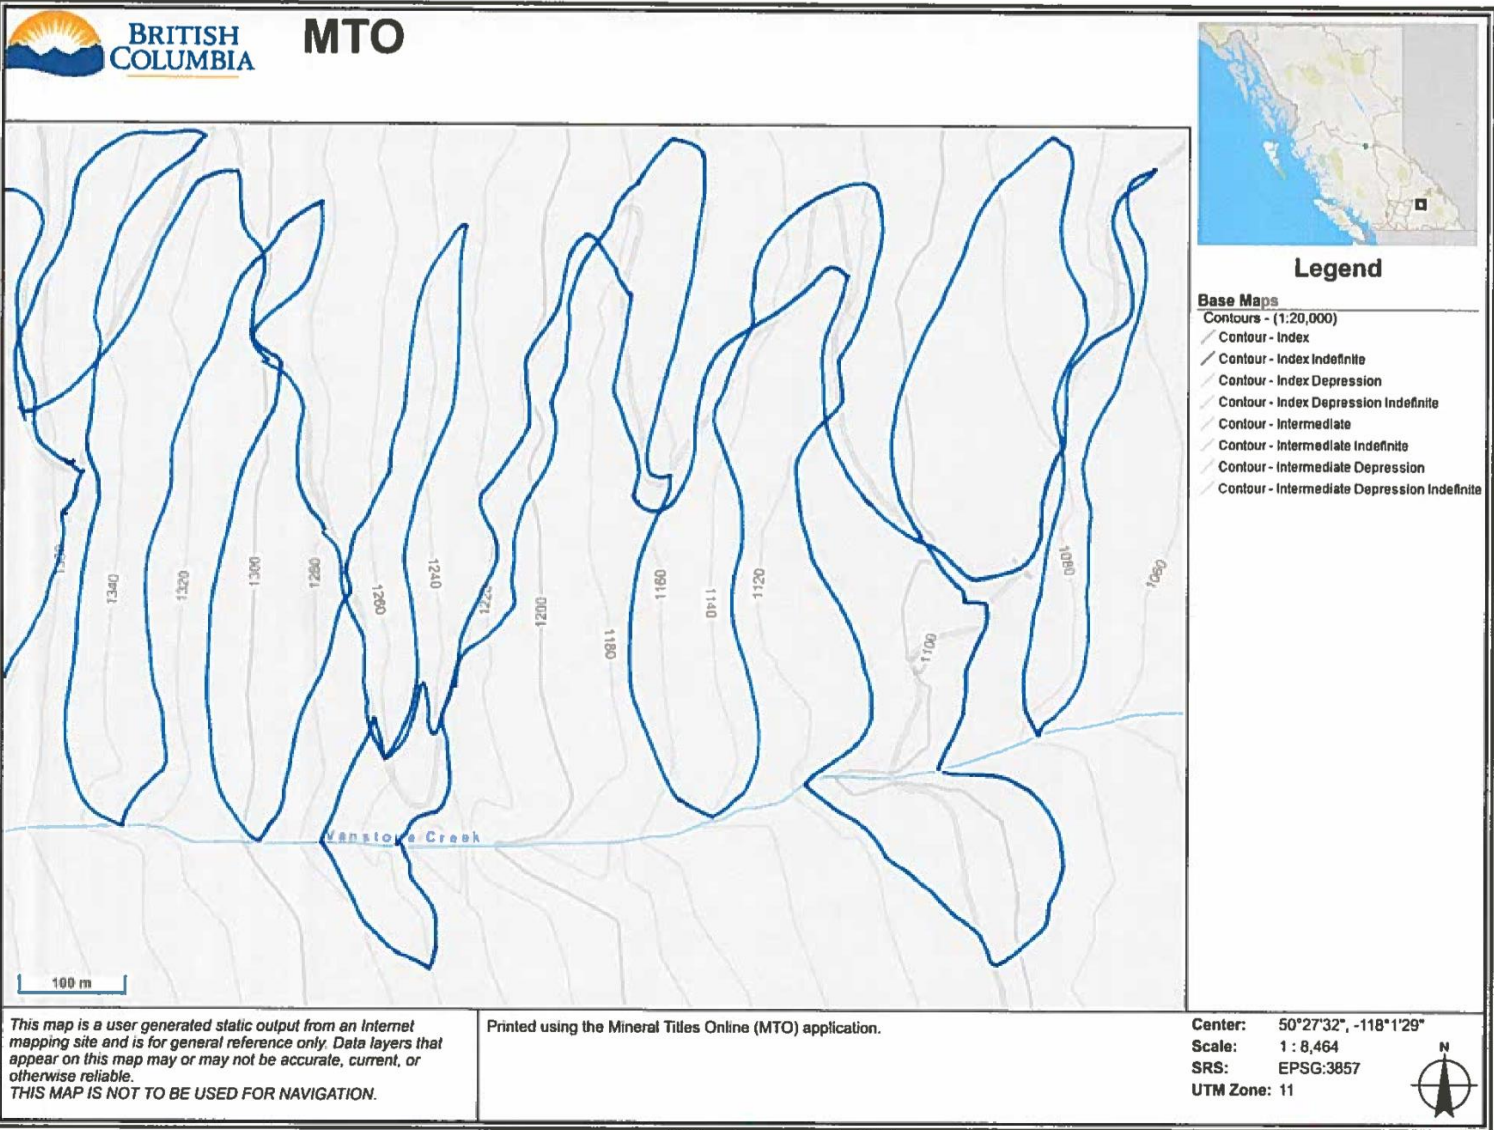 BRITISH
COLUMBIA
MTO
1340
1320
1300
1280
1260
1240
1200
1180
1160
1140
1120
1100
1080
1060
Vanstone Creek
100 m
Legend
Base Maps
Contours - (1:20,000)
Contour - Index
Contour - Index Indefinite
Contour - Index Depression
Contour - Index Depression Indefinite
Contour - Intermediate
Contour - Intermediate Indefinite
Contour - Intermediate Depression
Contour - Intermediate Depression Indefinite
This map is a user generated static output from an Internet
mapping site and is for general reference only. Data layers that
appear on this map may or may not be accurate, current, or
otherwise reliable.
THIS MAP IS NOT TO BE USED FOR NAVIGATION.
Printed using the Mineral Titles Online (MTO) application.
Center: 50°27'32", -118°1'29"
Scale: 1 : 8,464
SRS: EPSG:3857
UTM Zone: 11
N